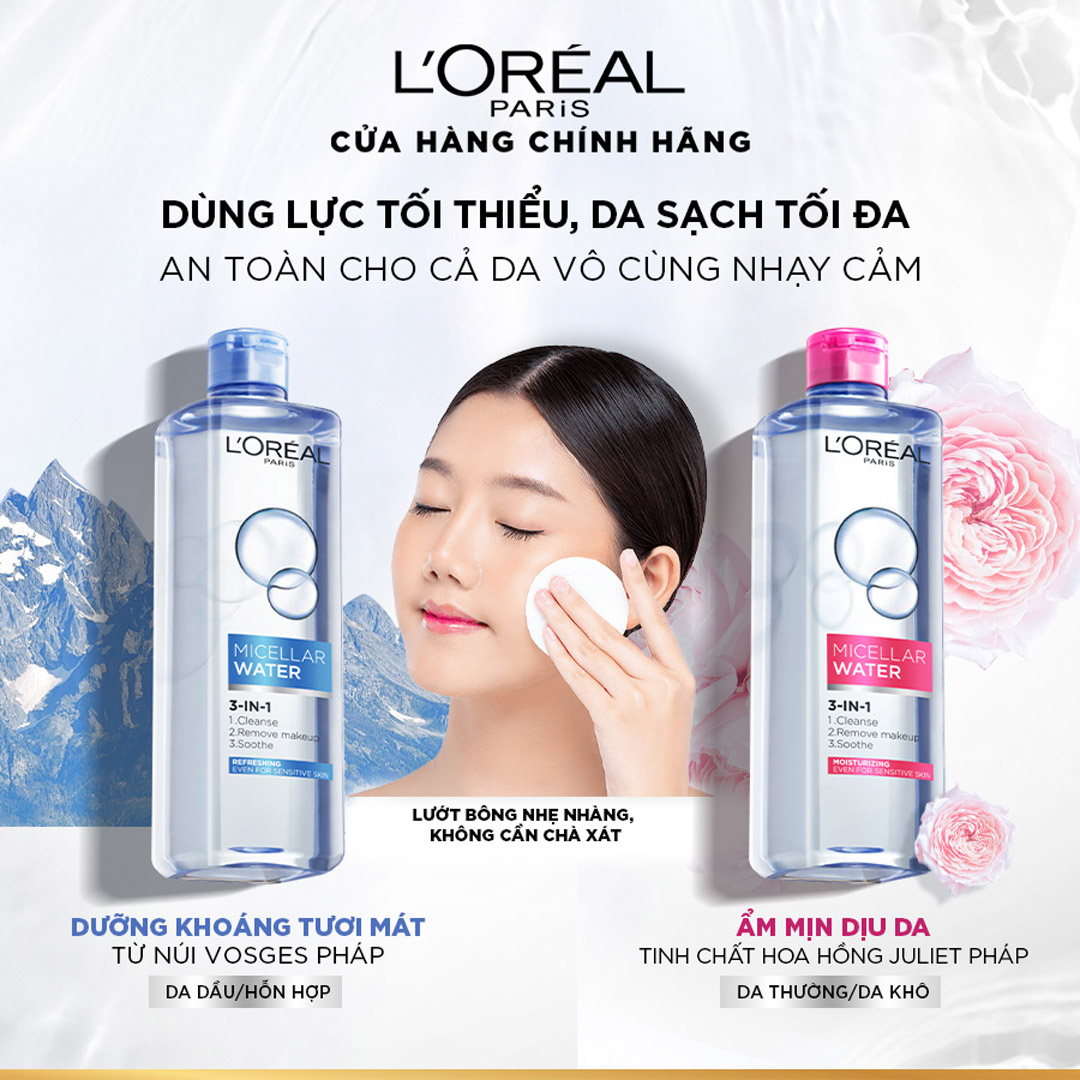 L'ORÉAL
PARiS
CỬA HÀNG CHÍNH HÃNG
DÙNG LỰC TỐI THIỂU, DA SẠCH TỐI ĐA
AN TOÀN CHO CẢ DA VÔ CÙNG NHẠY CẢM
L'ORÉAL
PARiS
MICELLAR
WATER
3-IN-1
1.Cleanse
2.Remove makeup
3.Soothe
REFRESHING
EVEN FOR SENSITIVE SKIN
L'ORÉAL
PARiS
MICELLAR
WATER
3-IN-1
1.Cleanse
2.Remove makeup
3.Soothe
MOISTURIZING
EVEN FOR SENSITIVE SKIN
LƯỚT BÔNG NHẸ NHÀNG,
KHÔNG CẦN CHÀ XÁT
DƯỠNG KHOÁNG TƯƠI MÁT
TỪ NÚI VOSGES PHÁP
DA DẦU/HỖN HỢP
ẨM MỊN DỊU DA
TINH CHẤT HOA HỒNG JULIET PHÁP
DA THƯỜNG/DA KHÔ